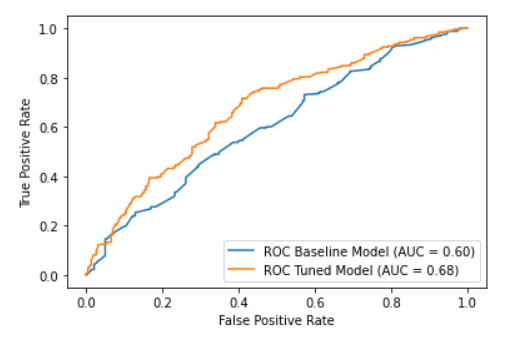 1.0
0.8
0.6
0.4
0.2
0.0
True Positive Rate
ROC Baseline Model (AUC = 0.60)
ROC Tuned Model (AUC = 0.68)
0.0 0.2 0.4 0.6 0.8 1.0
False Positive Rate